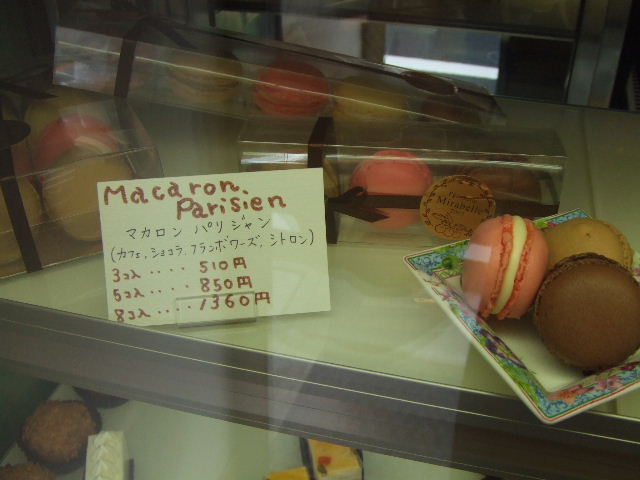 Macaron
Parisien
マカロン パリジャン
(カフェ、ショコラ、フランボワーズ、シトロン)
3コ入 ‥‥ 510円
5コ入 ‥‥ 850円
8コ入 ‥‥ 1360円
Mirabelle